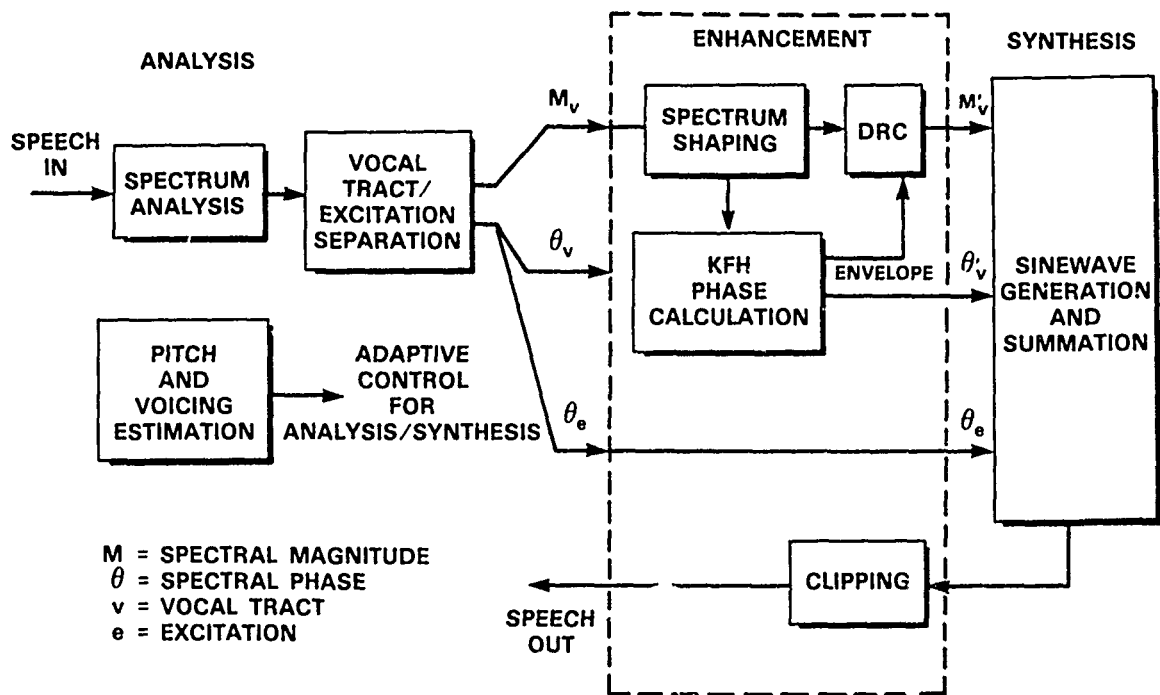 ANALYSIS
ENHANCEMENT
SYNTHESIS
SPEECH
IN
SPECTRUM
ANALYSIS
VOCAL
TRACT/
EXCITATION
SEPARATION
Mv
θv
θe
SPECTRUM
SHAPING
DRC
KFH
PHASE
CALCULATION
ENVELOPE
M′v
θ′v
θe
SINEWAVE
GENERATION
AND
SUMMATION
PITCH
AND
VOICING
ESTIMATION
ADAPTIVE
CONTROL
FOR
ANALYSIS/SYNTHESIS
CLIPPING
SPEECH
OUT
M = SPECTRAL MAGNITUDE
θ = SPECTRAL PHASE
v = VOCAL TRACT
e = EXCITATION